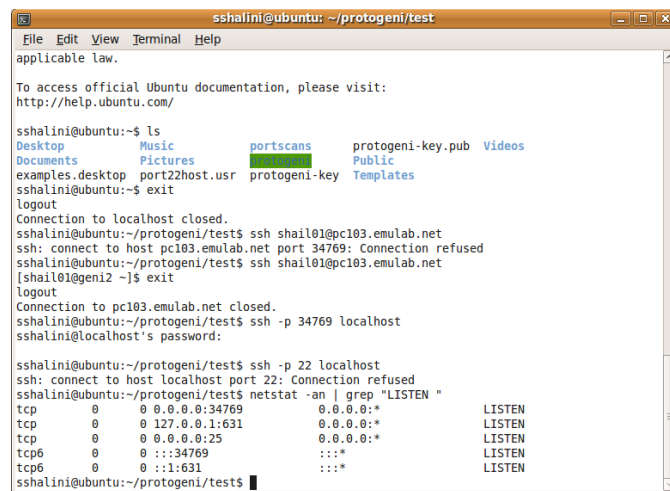 sshalini@ubuntu: ~/protogeni/test
File Edit View Terminal Help
applicable law.
To access official Ubuntu documentation, please visit:
http://help.ubuntu.com/
sshalini@ubuntu:~$ ls
Desktop Music portscans protogeni-key.pub Videos
Documents Pictures protogeni Public
examples.desktop port22host.usr protogeni-key Templates
sshalini@ubuntu:~$ exit
logout
Connection to localhost closed.
sshalini@ubuntu:~/protogeni/test$ ssh shail01@pc103.emulab.net
ssh: connect to host pc103.emulab.net port 34769: Connection refused
sshalini@ubuntu:~/protogeni/test$ ssh shail01@pc103.emulab.net
[shail01@geni2 ~]$ exit
logout
Connection to pc103.emulab.net closed.
sshalini@ubuntu:~/protogeni/test$ ssh -p 34769 localhost
sshalini@localhost's password:
sshalini@ubuntu:~/protogeni/test$ ssh -p 22 localhost
ssh: connect to host localhost port 22: Connection refused
sshalini@ubuntu:~/protogeni/test$ netstat -an | grep "LISTEN "
tcp 0 0 0.0.0.0:34769 0.0.0.0:* LISTEN
tcp 0 0 127.0.0.1:631 0.0.0.0:* LISTEN
tcp 0 0 0.0.0.0:25 0.0.0.0:* LISTEN
tcp6 0 0 :::34769 :::* LISTEN
tcp6 0 0 ::1:631 :::* LISTEN
sshalini@ubuntu:~/protogeni/test$